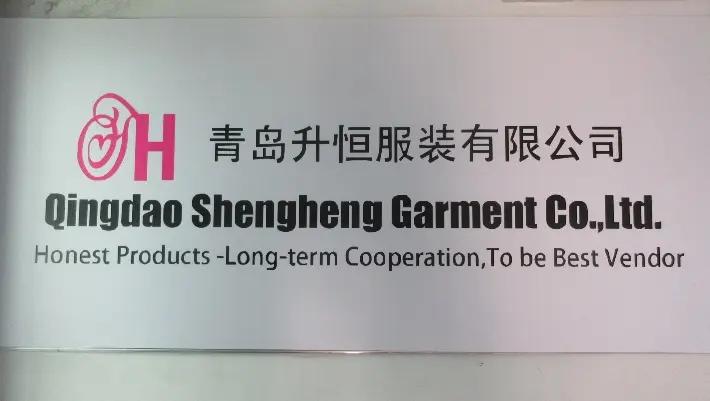 H 青岛升恒服装有限公司
Qingdao Shengheng Garment Co.,Ltd.
Honest Products -Long-term Cooperation,To be Best Vendor